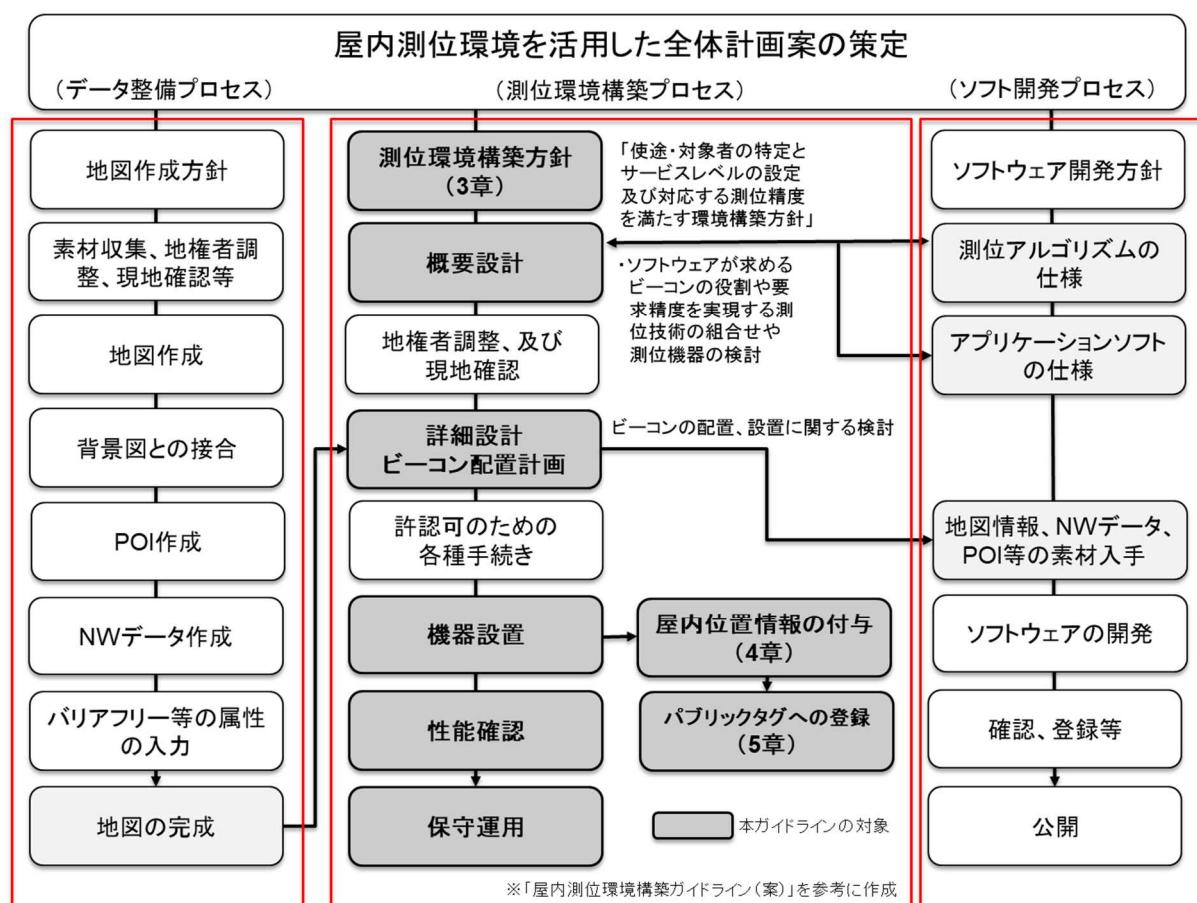 屋内測位環境を活用した全体計画案の策定
(データ整備プロセス)
(測位環境構築プロセス)
(ソフト開発プロセス)
地図作成方針
素材収集、地権者調
整、現地確認等
地図作成
背景図との接合
POI作成
NWデータ作成
バリアフリー等の属性
の入力
地図の完成
測位環境構築方針
(3章)
「使途・対象者の特定と
サービスレベルの設定
及び対応する測位精度
を満たす環境構築方針」
概要設計
・ソフトウェアが求める
ビーコンの役割や要
求精度を実現する測
位技術の組合せや
測位機器の検討
地権者調整、及び
現地確認
詳細設計
ビーコン配置計画
ビーコンの配置、設置に関する検討
許認可のための
各種手続き
機器設置
屋内位置情報の付与
(4章)
性能確認
パブリックタグへの登録
(5章)
保守運用
本ガイドラインの対象
※「屋内測位環境構築ガイドライン(案)」を参考に作成
ソフトウェア開発方針
測位アルゴリズムの
仕様
アプリケーションソフト
の仕様
地図情報、NWデータ、
POI等の素材入手
ソフトウェアの開発
確認、登録等
公開